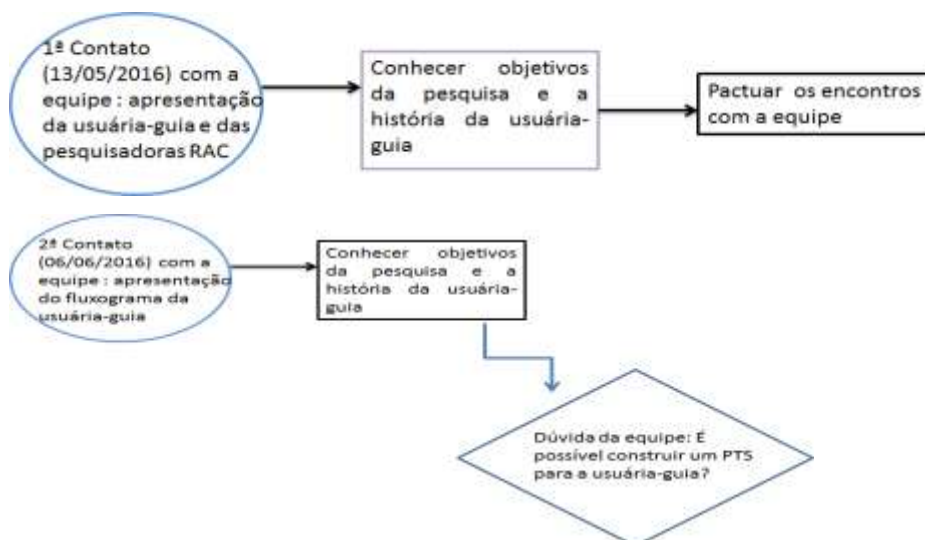 1ª Contato
(13/05/2016) com a
equipe : apresentação
da usuária-guia e das
pesquisadoras RAC
Conhecer objetivos
da pesquisa e a
história da usuária-
guia
Pactuar os encontros
com a equipe
2ª Contato
(06/06/2016) com a
equipe : apresentação
do fluxograma da
usuária-guia
Conhecer objetivos
da pesquisa e a
história da usuária-
guia
Dúvida da equipe: É
possível construir um PTS
para a usuária-guia?